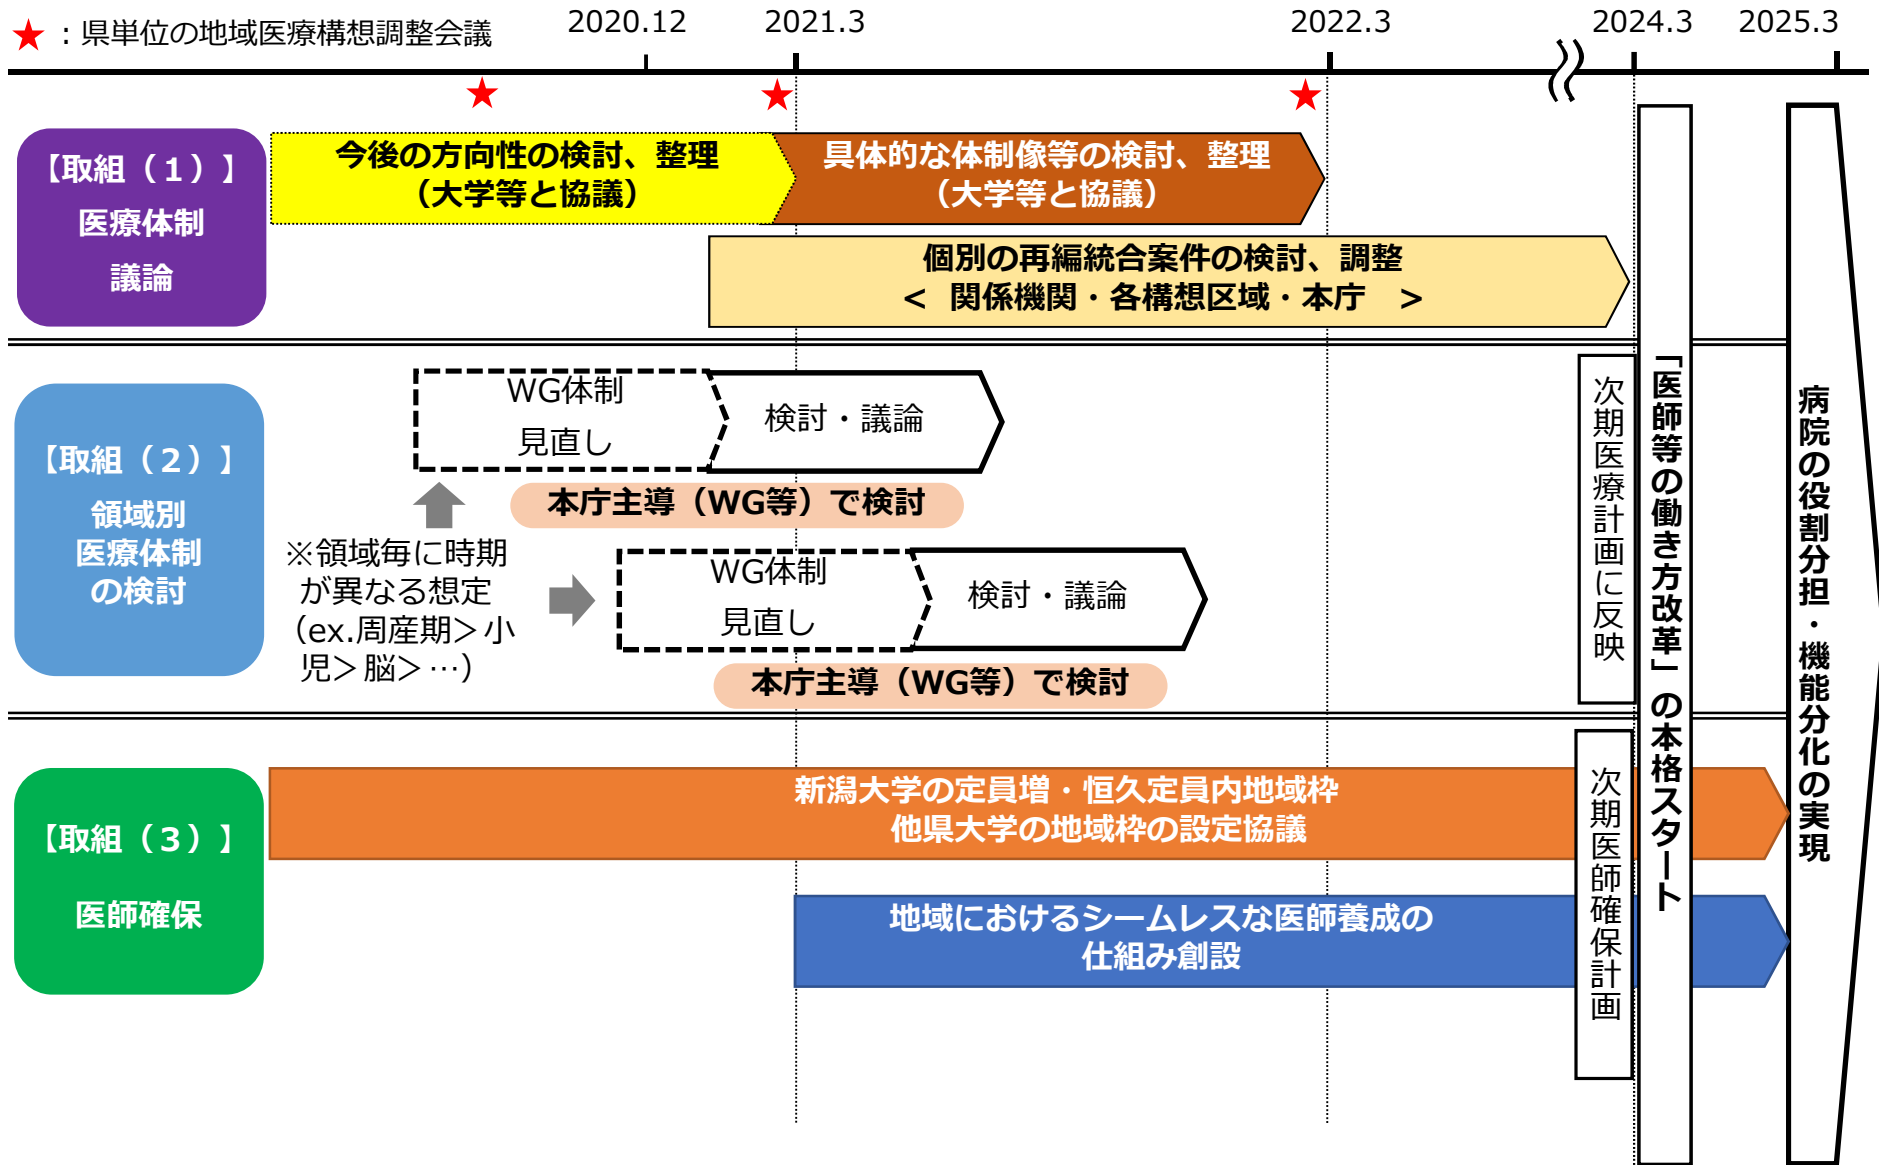 ★：県単位の地域医療構想調整会議
2020.12
2021.3
2022.3
2024.3
2025.3
【取組（１）】
医療体制
議論
今後の方向性の検討、整理
（大学等と協議）
具体的な体制像等の検討、整理
（大学等と協議）
個別の再編統合案件の検討、調整
＜ 関係機関・各構想区域・本庁 ＞
【取組（２）】
領域別
医療体制
の検討
WG体制
見直し
検討・議論
本庁主導（WG等）で検討
※領域毎に時期
が異なる想定
（ex.周産期＞小
児＞脳＞…）
WG体制
見直し
検討・議論
本庁主導（WG等）で検討
次期医療計画に反映
【取組（３）】
医師確保
新潟大学の定員増・恒久定員内地域枠
他県大学の地域枠の設定協議
地域におけるシームレスな医師養成の
仕組み創設
次期医師確保計画
「医師等の働き方改革」の本格スタート
病院の役割分担・機能分化の実現